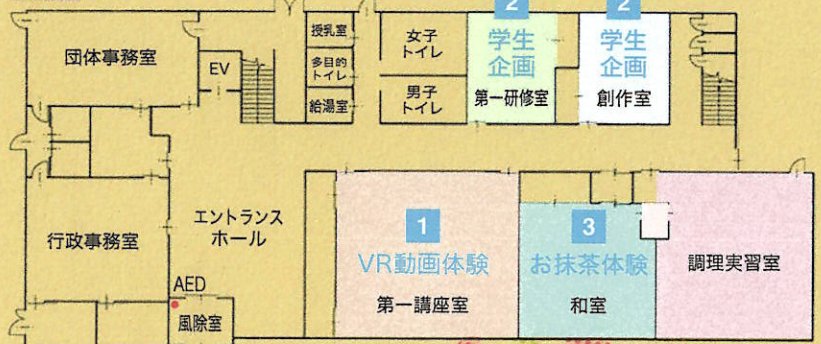 団体事務室
EV
授乳室
多目的
トイレ
給湯室
女子
トイレ
男子
トイレ
2
学生
企画
第一研修室
2
学生
企画
創作室
行政事務室
エントランス
ホール
AED
風除室
1
VR動画体験
第一講座室
3
お抹茶体験
和室
調理実習室